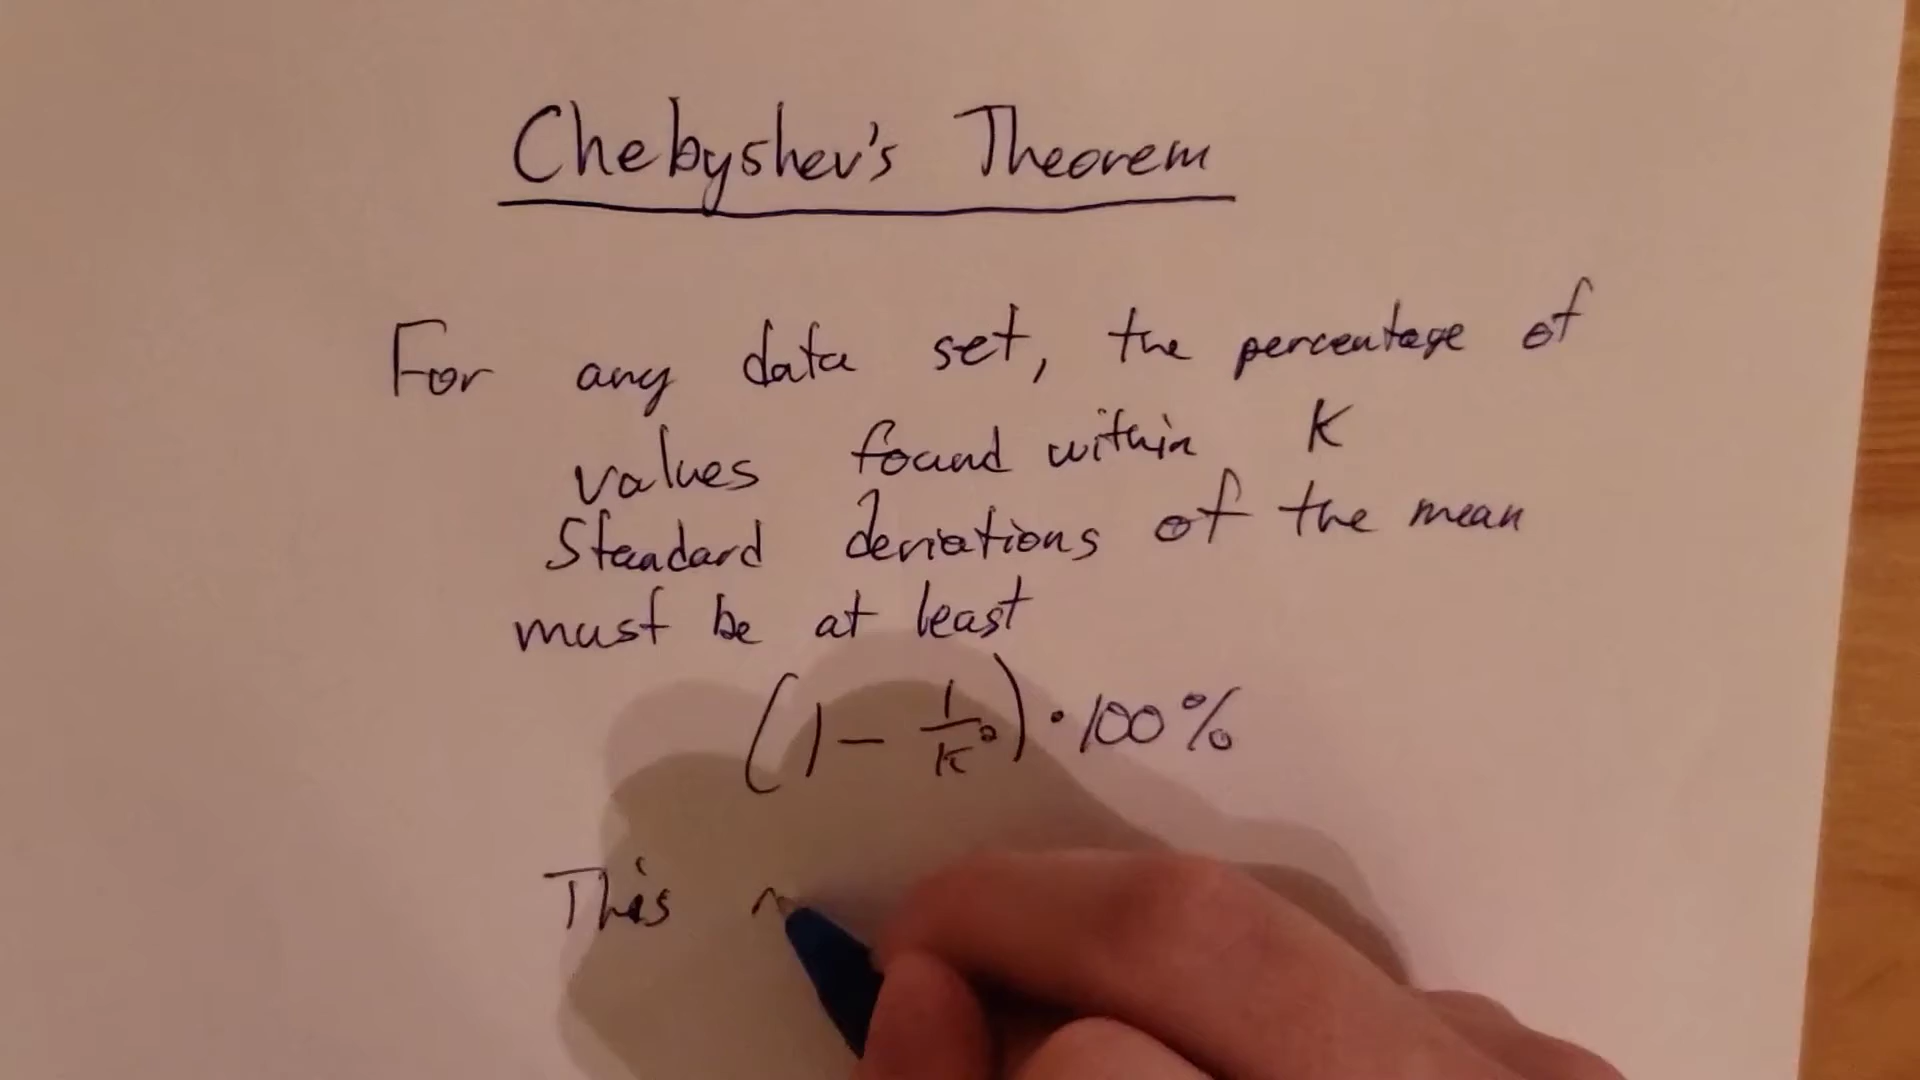 Chebyshev's Theorem
For any data set, the percentage of
values found within K
Standard deviations of the mean
must be at least
(1 - 1/K²) · 100%
This